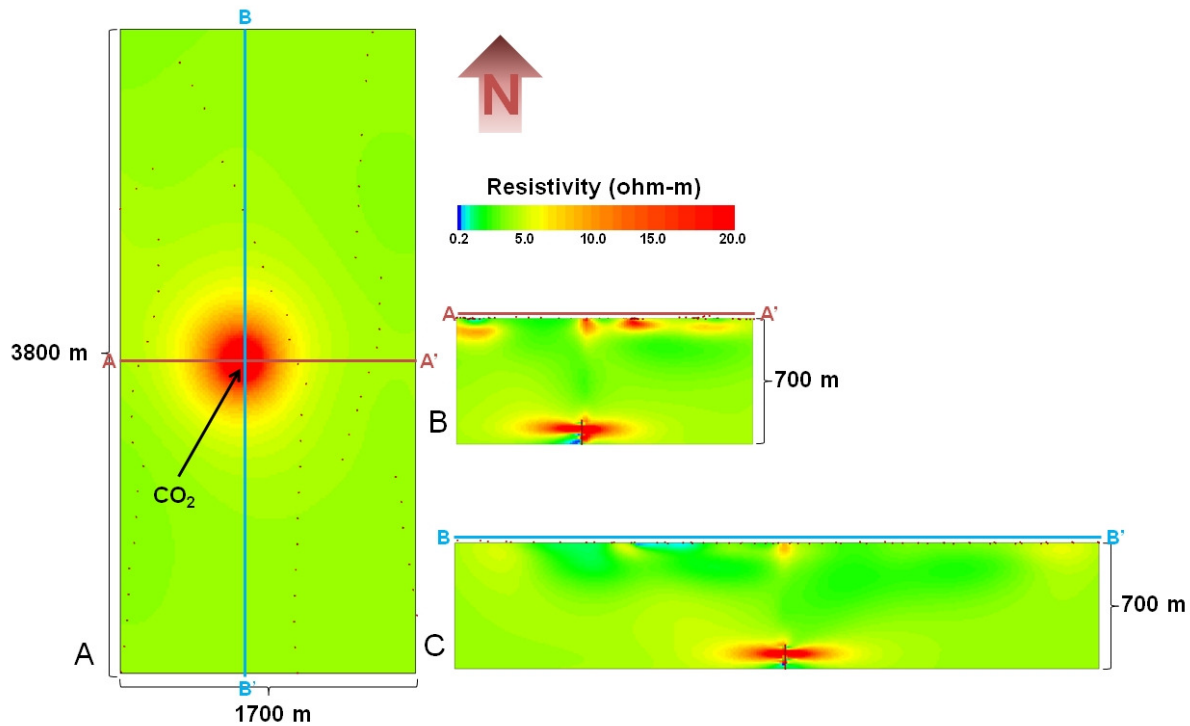 B
N
Resistivity (ohm-m)
0.2 5.0 10.0 15.0 20.0
A A'
3800 m
A A'
700 m
B
CO₂
B B'
700 m
A
C
B'
1700 m